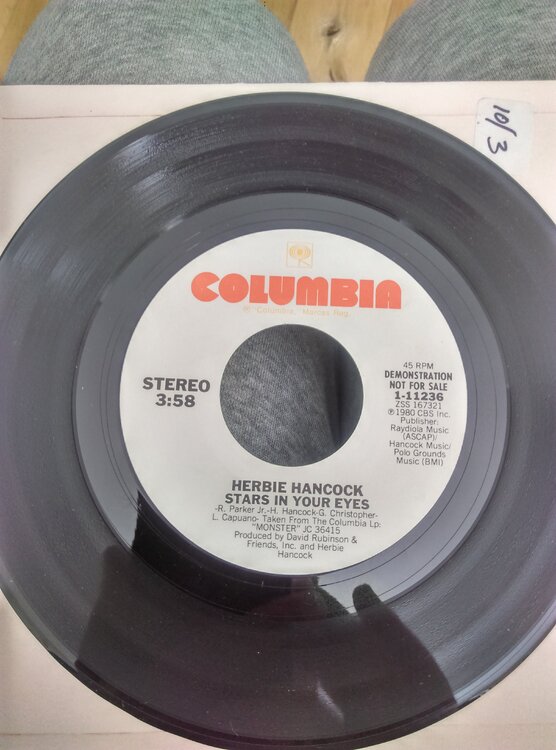 10/3
COLUMBIA
℗ "Columbia," Marcas Reg.
45 RPM
DEMONSTRATION
NOT FOR SALE
1-11236
ZSS 167321
℗ 1980 CBS Inc.
Publisher:
Raydiola Music
(ASCAP)/
Hancock Music/
Polo Grounds
Music (BMI)
STEREO
3:58
HERBIE HANCOCK
STARS IN YOUR EYES
-R. Parker Jr.-H. Hancock-G. Christopher-
L. Capuano- Taken From The Columbia Lp:
"MONSTER" JC 36415
Produced by David Rubinson &
Friends, Inc. and Herbie
Hancock